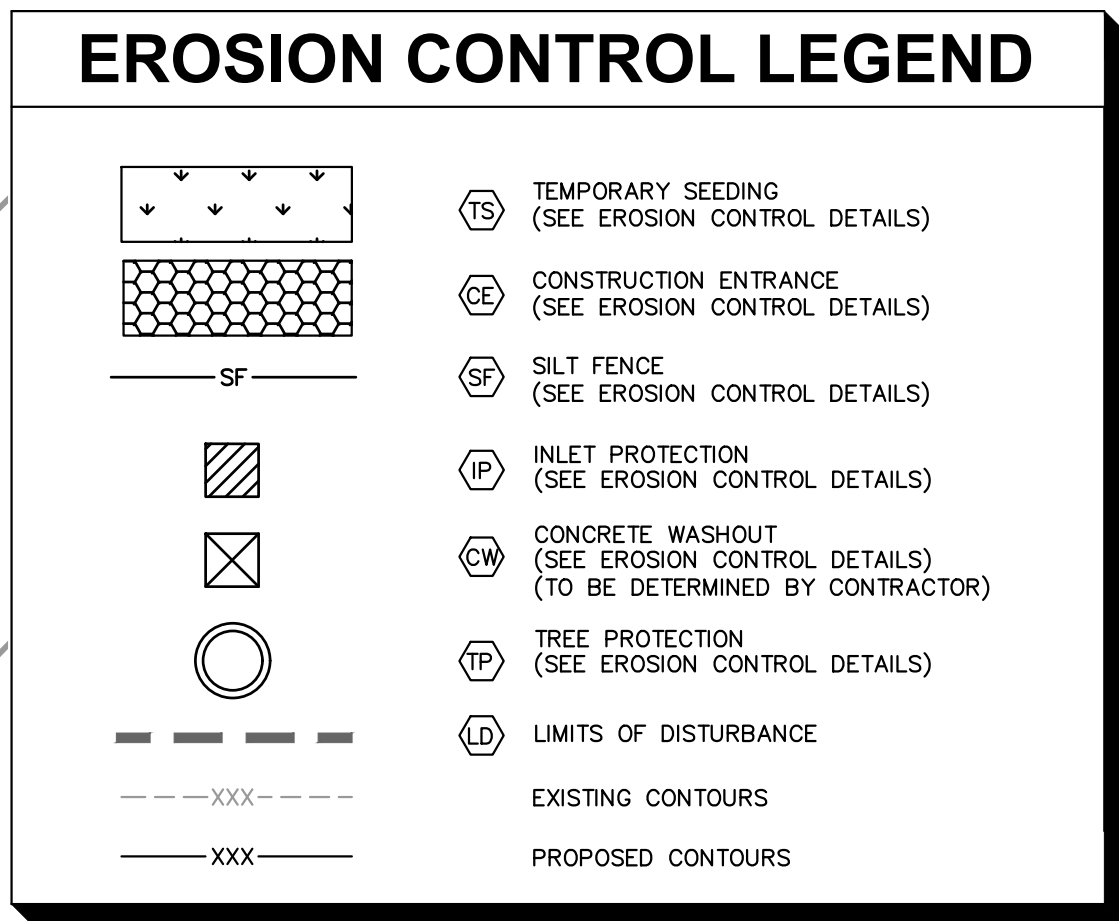 EROSION CONTROL LEGEND
TS TEMPORARY SEEDING
(SEE EROSION CONTROL DETAILS)
CE CONSTRUCTION ENTRANCE
(SEE EROSION CONTROL DETAILS)
SF SF SILT FENCE
(SEE EROSION CONTROL DETAILS)
IP INLET PROTECTION
(SEE EROSION CONTROL DETAILS)
CW CONCRETE WASHOUT
(SEE EROSION CONTROL DETAILS)
(TO BE DETERMINED BY CONTRACTOR)
TP TREE PROTECTION
(SEE EROSION CONTROL DETAILS)
LD LIMITS OF DISTURBANCE
XXX EXISTING CONTOURS
XXX PROPOSED CONTOURS